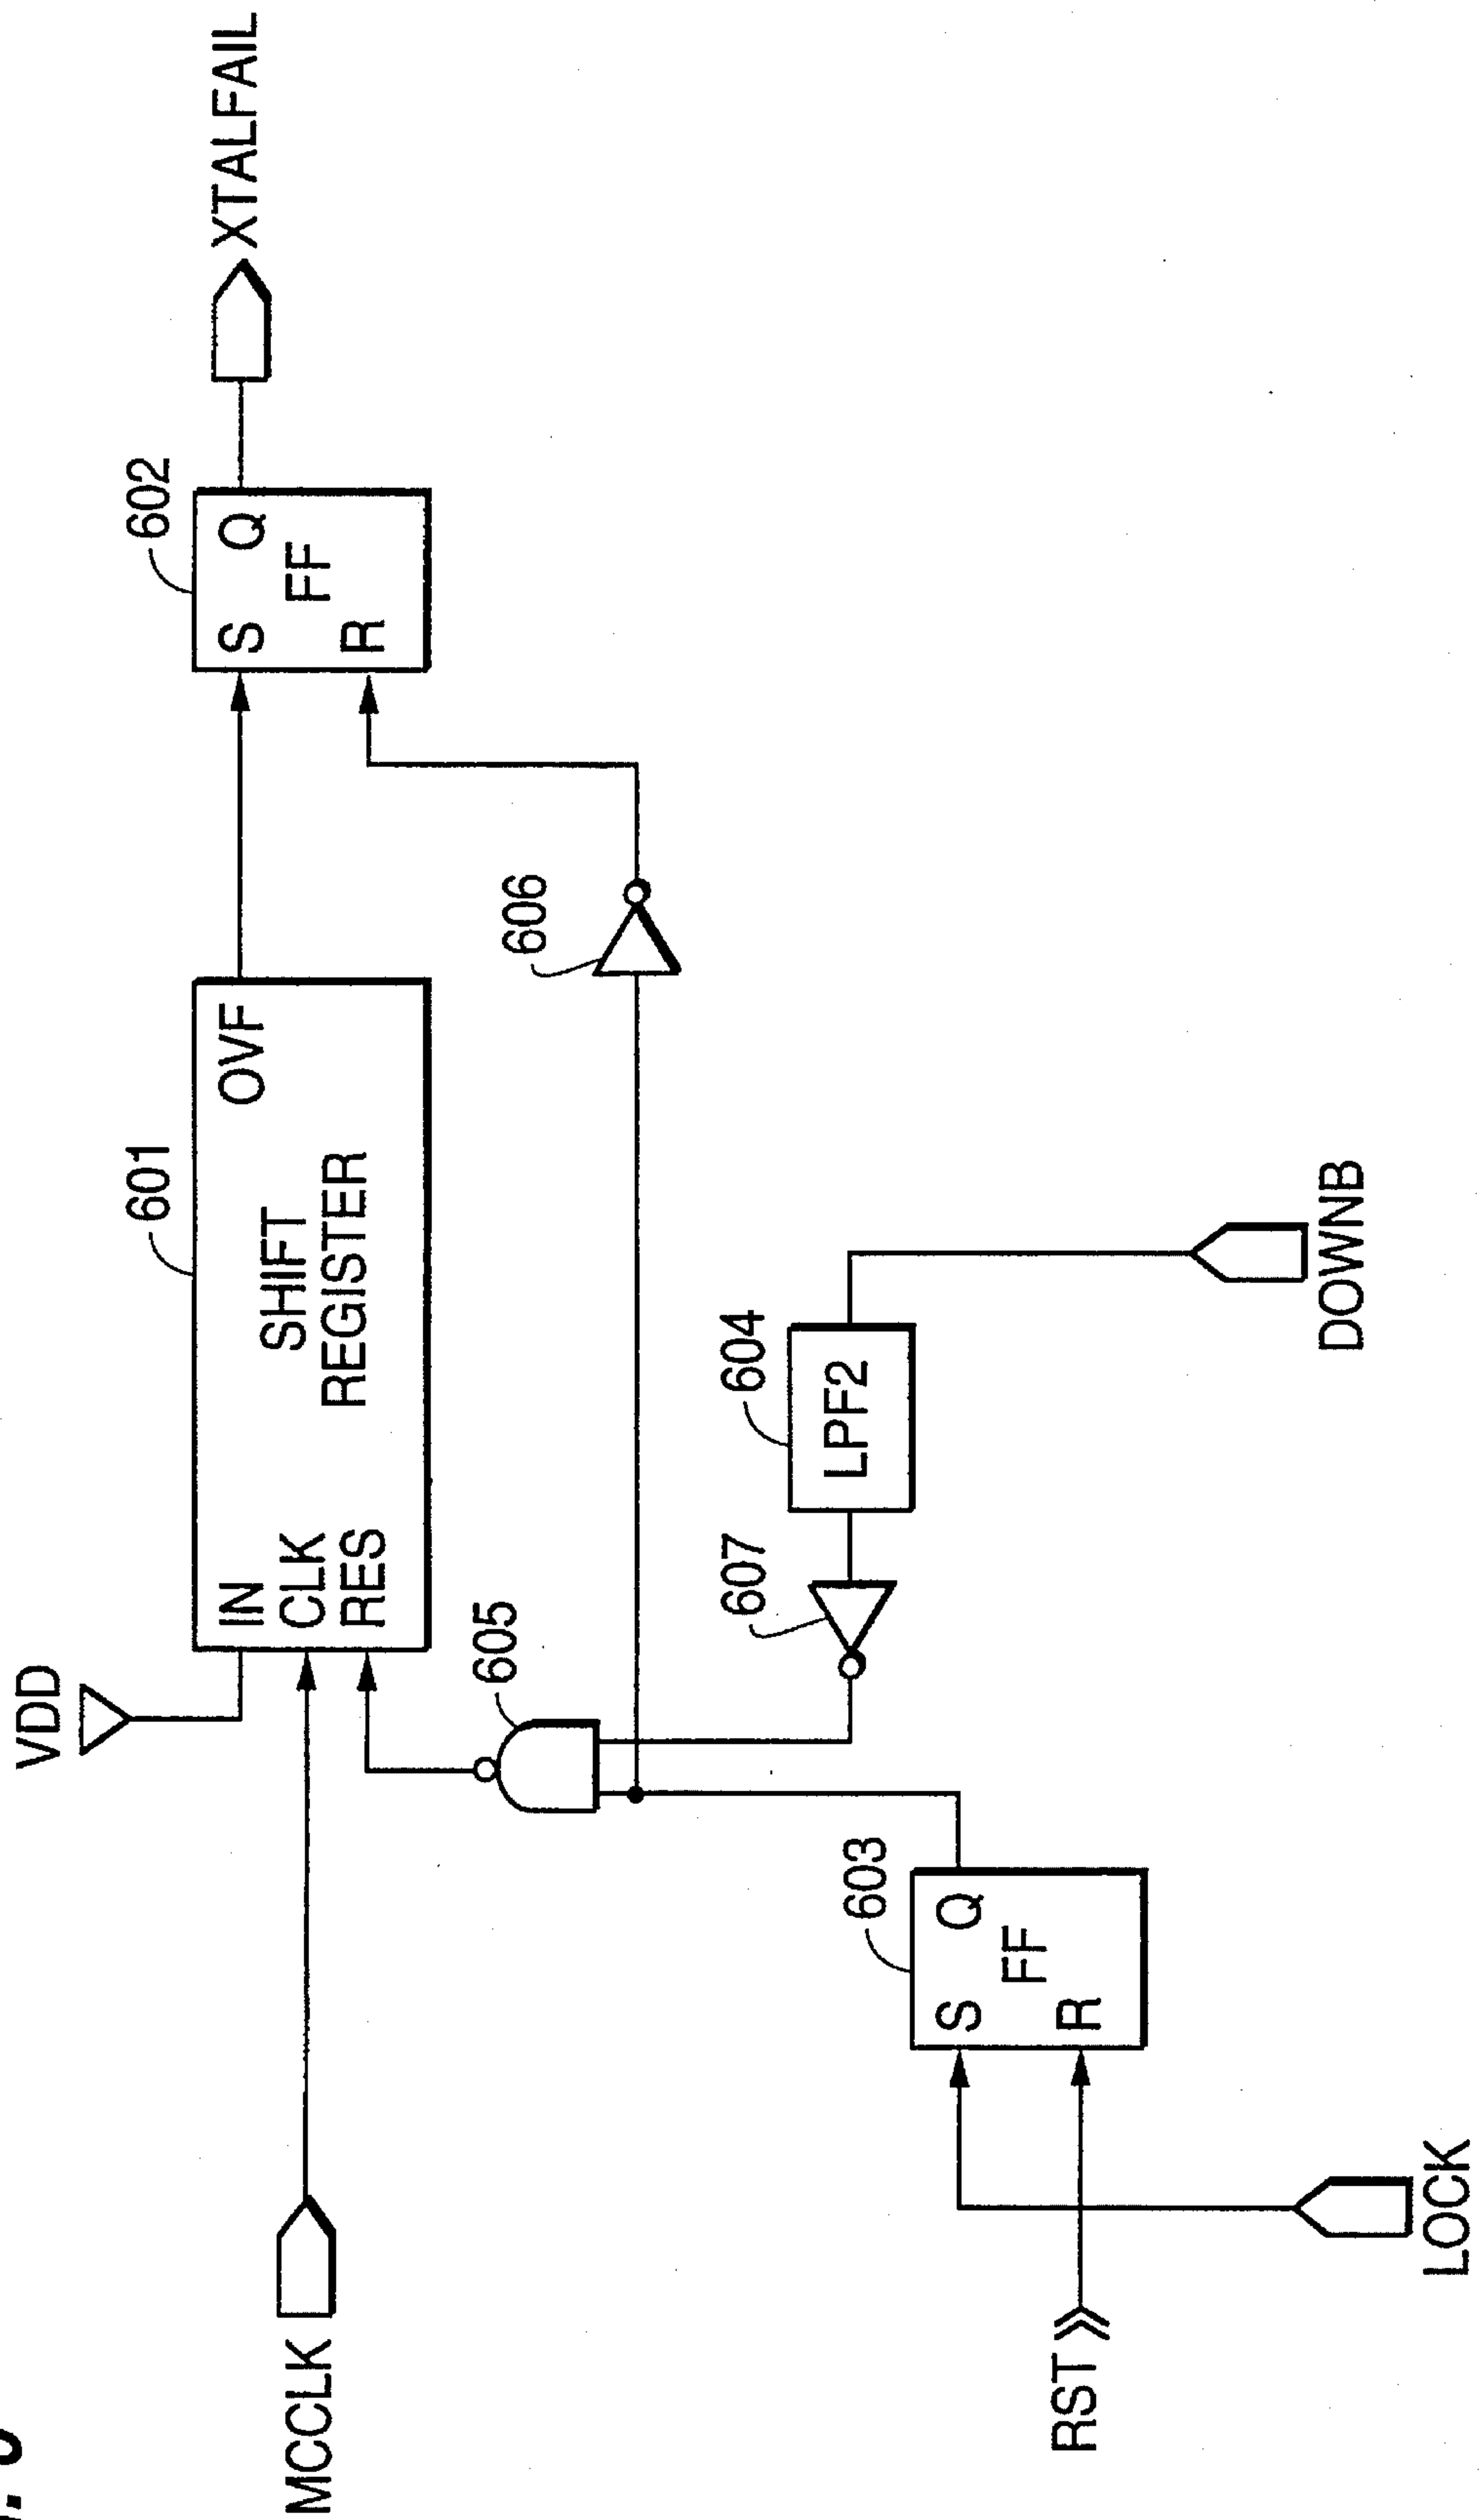 VDD
601
602
IN
OVF
S
Q
XTALFAIL
MCCLK
CLK
SHIFT
FF
RES
REGISTER
R
605
606
607
604
LPF2
603
S
Q
FF
RST
R
DOWNB
LOCK